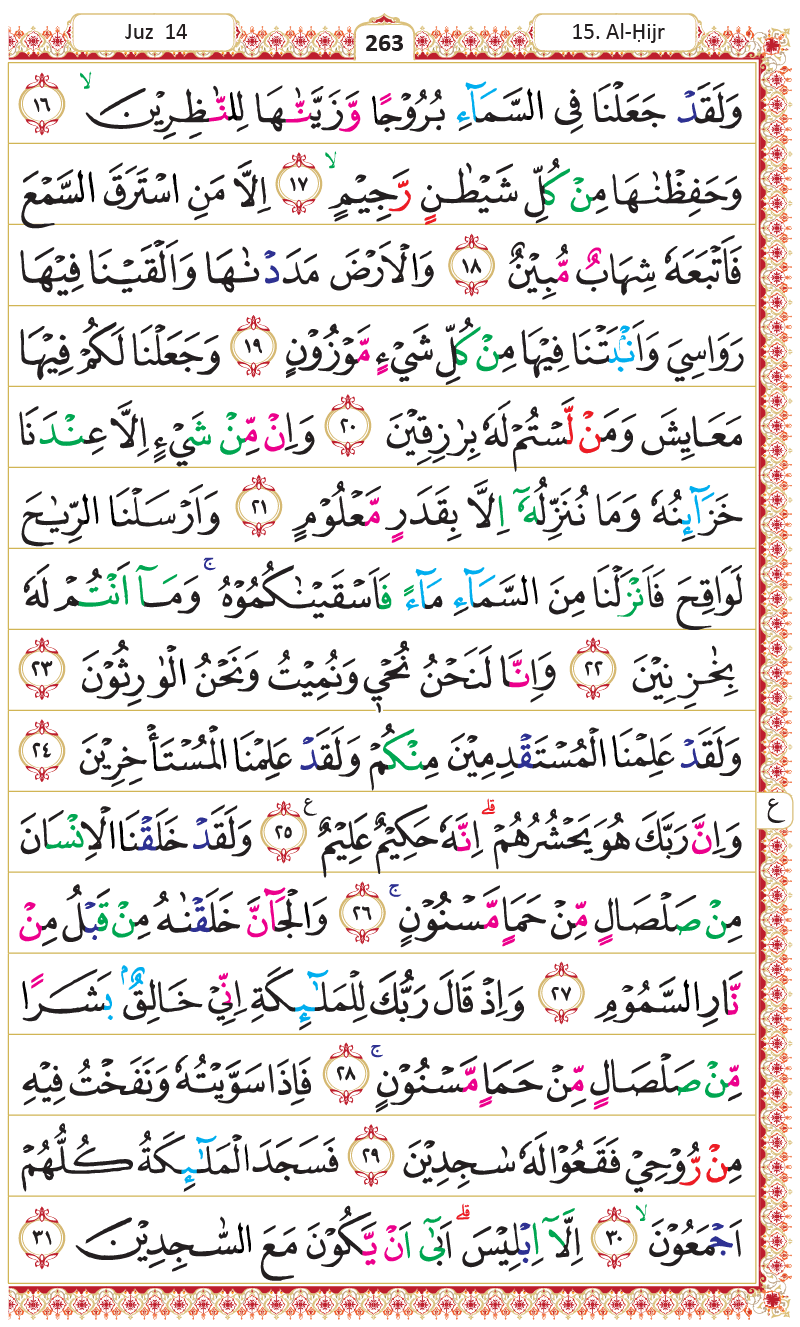 Juz 14
263
15. Al-Ḥijr
وَلَقَدْ جَعَلْنَا فِى السَّمَآءِ بُرُوْجًا وَّزَيَّنّٰهَا لِلنّٰظِرِيْنَ ۙ ١٦
وَحَفِظْنٰهَا مِنْ كُلِّ شَيْطٰنٍ رَّجِيْمٍ ۙ ١٧ اِلَّا مَنِ اسْتَرَقَ السَّمْعَ
فَاَتْبَعَهٗ شِهَابٌ مُّبِيْنٌ ١٨ وَالْاَرْضَ مَدَدْنٰهَا وَاَلْقَيْنَا فِيْهَا
رَوَاسِيَ وَاَنْۢبَتْنَا فِيْهَا مِنْ كُلِّ شَيْءٍ مَّوْزُوْنٍ ١٩ وَجَعَلْنَا لَكُمْ فِيْهَا
مَعَايِشَ وَمَنْ لَّسْتُمْ لَهٗ بِرٰزِقِيْنَ ٢٠ وَاِنْ مِّنْ شَيْءٍ اِلَّا عِنْدَنَا
خَزَآئِنُهٗ وَمَا نُنَزِّلُهٗٓ اِلَّا بِقَدَرٍ مَّعْلُوْمٍ ٢١ وَاَرْسَلْنَا الرِّيٰحَ
لَوَاقِحَ فَاَنْزَلْنَا مِنَ السَّمَآءِ مَآءً فَاَسْقَيْنٰكُمُوْهُ ۚ وَمَآ اَنْتُمْ لَهٗ
بِخٰزِنِيْنَ ٢٢ وَاِنَّا لَنَحْنُ نُحْيٖ وَنُمِيْتُ وَنَحْنُ الْوٰرِثُوْنَ ٢٣
وَلَقَدْ عَلِمْنَا الْمُسْتَقْدِمِيْنَ مِنْكُمْ وَلَقَدْ عَلِمْنَا الْمُسْتَأْخِرِيْنَ ٢٤
وَاِنَّ رَبَّكَ هُوَ يَحْشُرُهُمْ ۗ اِنَّهٗ حَكِيْمٌ عَلِيْمٌ ࣖ ٢٥ وَلَقَدْ خَلَقْنَا الْاِنْسَانَ
ع
مِنْ صَلْصَالٍ مِّنْ حَمَاٍ مَّسْنُوْنٍ ۚ ٢٦ وَالْجَآنَّ خَلَقْنٰهُ مِنْ قَبْلُ مِنْ
نَّارِ السَّمُوْمِ ٢٧ وَاِذْ قَالَ رَبُّكَ لِلْمَلٰۤئِكَةِ اِنِّيْ خَالِقٌۢ بَشَرًا
مِّنْ صَلْصَالٍ مِّنْ حَمَاٍ مَّسْنُوْنٍ ۚ ٢٨ فَاِذَا سَوَّيْتُهٗ وَنَفَخْتُ فِيْهِ
مِنْ رُّوْحِيْ فَقَعُوْا لَهٗ سٰجِدِيْنَ ٢٩ فَسَجَدَ الْمَلٰۤئِكَةُ كُلُّهُمْ
اَجْمَعُوْنَ ۙ ٣٠ اِلَّآ اِبْلِيْسَ ۗ اَبٰىٓ اَنْ يَّكُوْنَ مَعَ السّٰجِدِيْنَ ٣١